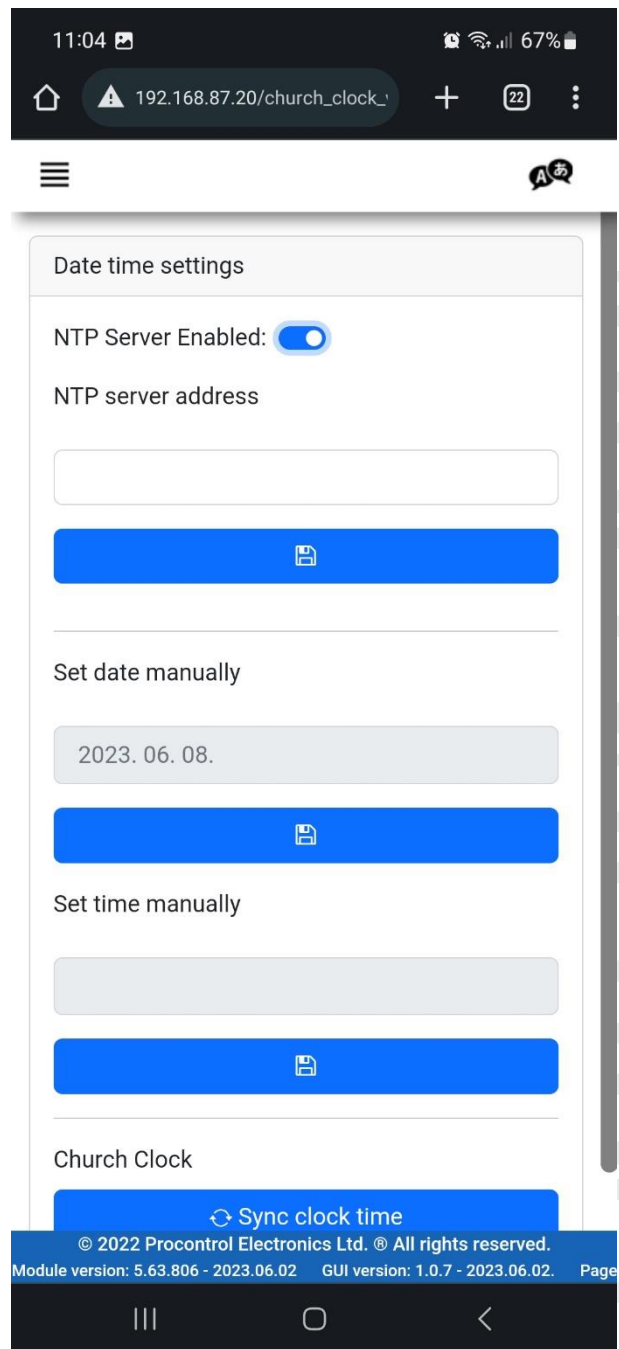 11:04
67%
192.168.87.20/church_clock_
22
A あ
Date time settings
NTP Server Enabled:
NTP server address
Set date manually
2023. 06. 08.
Set time manually
Church Clock
Sync clock time
© 2022 Procontrol Electronics Ltd. ® All rights reserved.
Module version: 5.63.806 - 2023.06.02 GUI version: 1.0.7 - 2023.06.02. Page